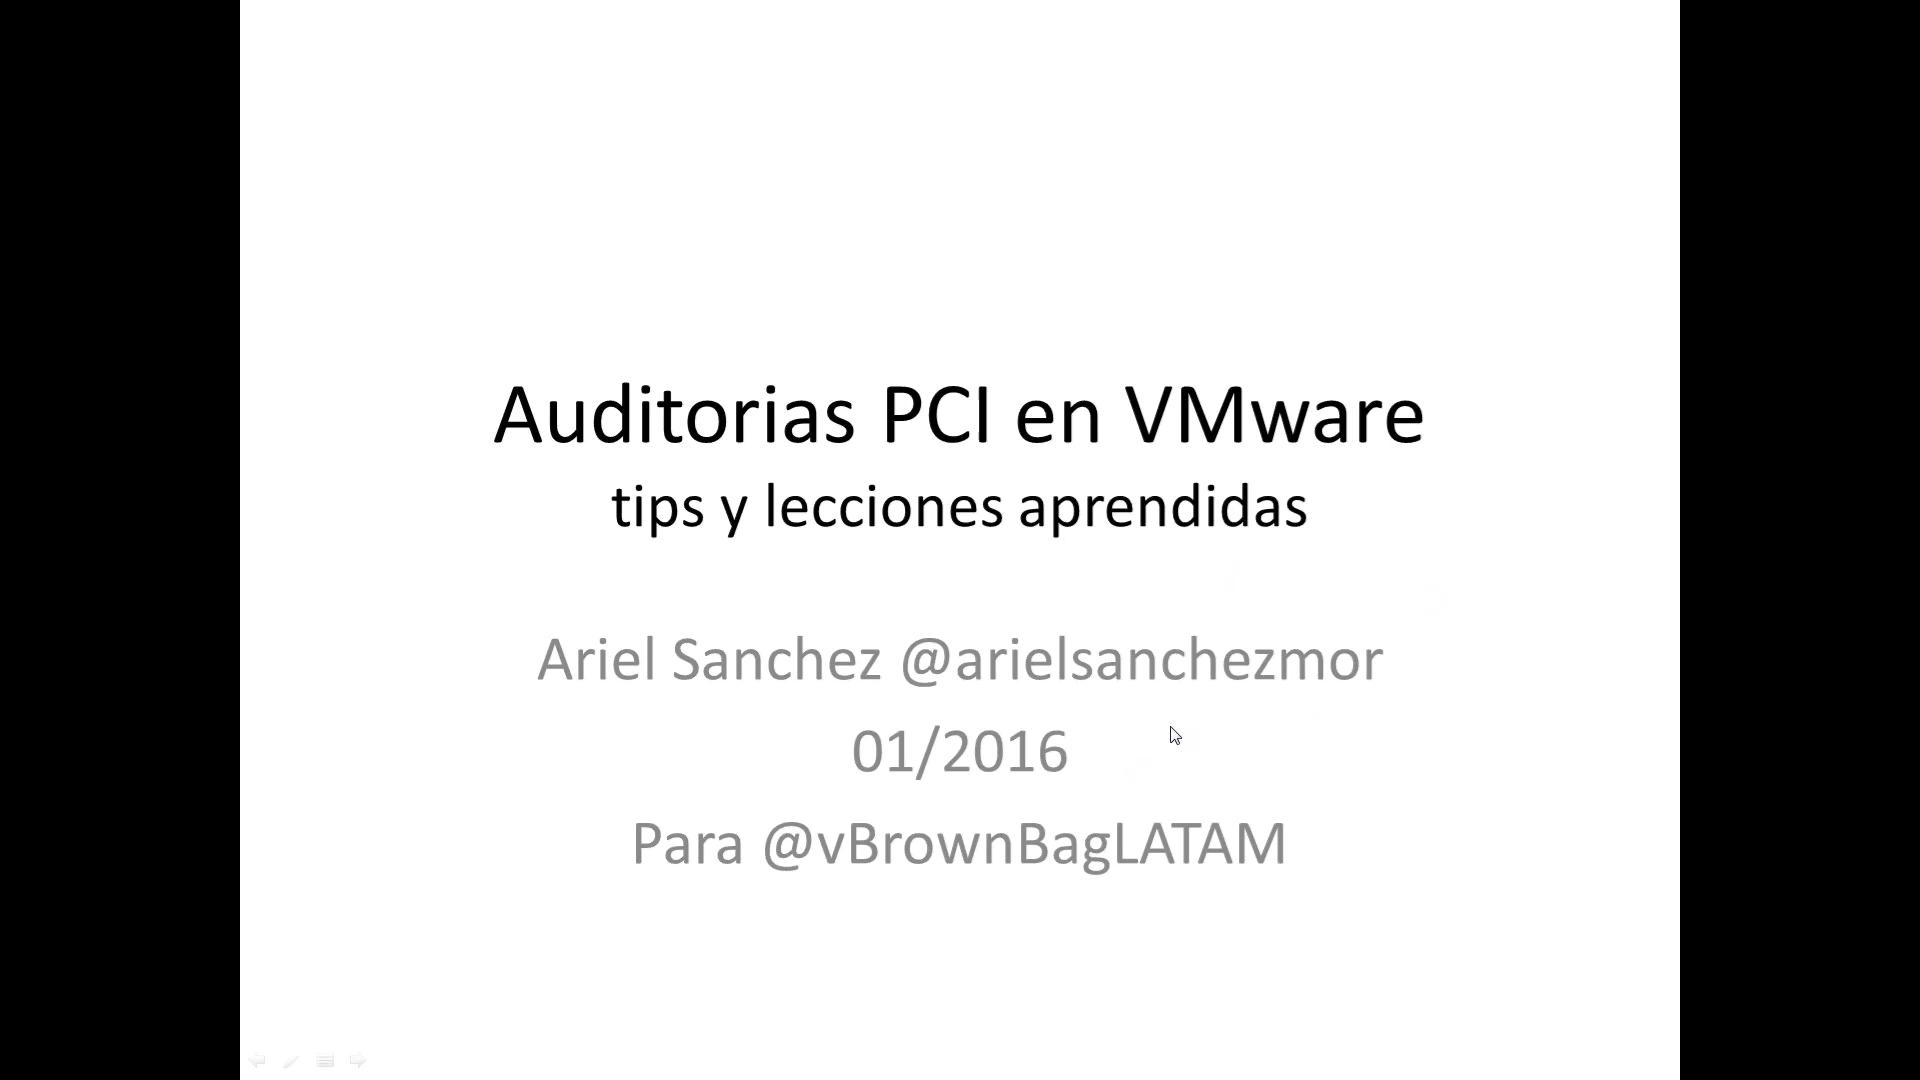 Auditorias PCI en VMware
tips y lecciones aprendidas
Ariel Sanchez @arielsanchezmor
01/2016
Para @vBrownBagLATAM